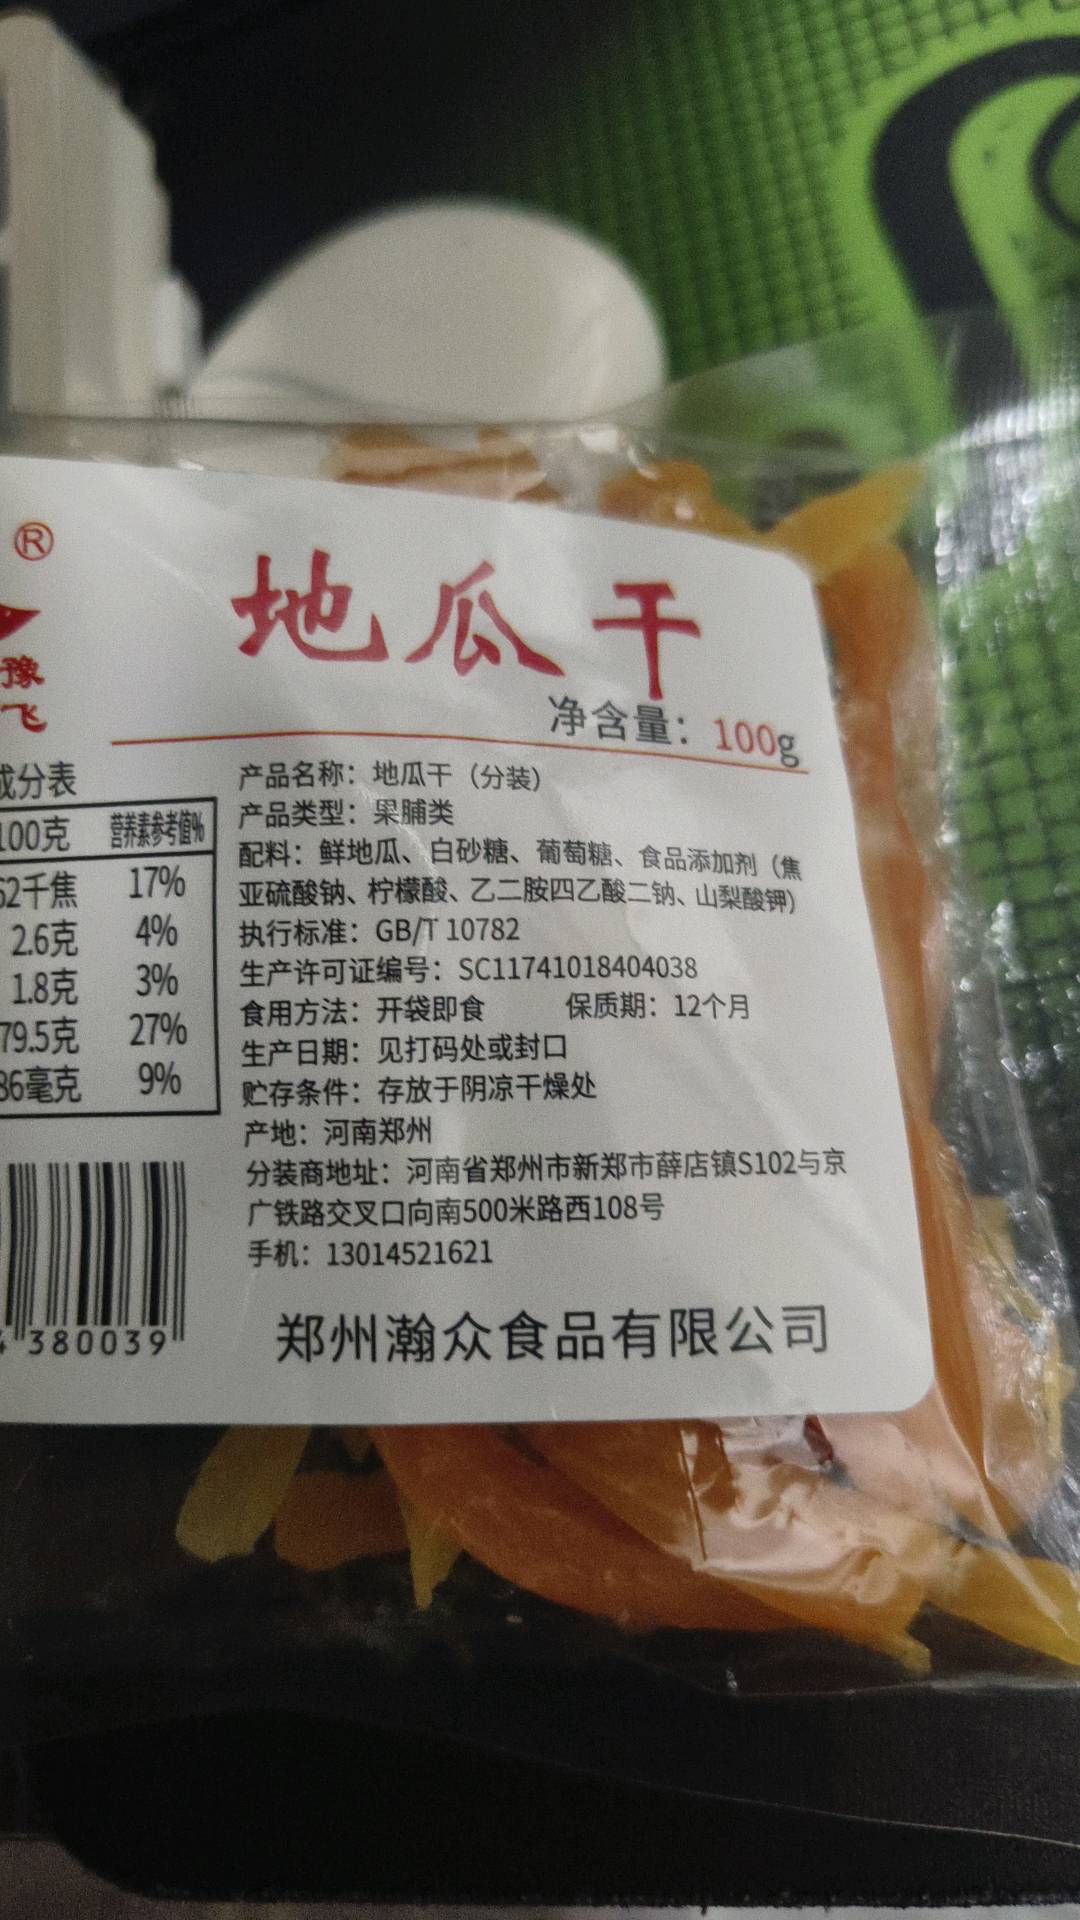 ®
豫
飞
地瓜干
净含量：100g
成分表
100克 营养素参考值%
62千焦 17%
2.6克 4%
1.8克 3%
79.5克 27%
86毫克 9%
380039
产品名称：地瓜干（分装）
产品类型：果脯类
配料：鲜地瓜、白砂糖、葡萄糖、食品添加剂（焦
亚硫酸钠、柠檬酸、乙二胺四乙酸二钠、山梨酸钾)
执行标准：GB/T 10782
生产许可证编号：SC11741018404038
食用方法：开袋即食 保质期：12个月
生产日期：见打码处或封口
贮存条件：存放于阴凉干燥处
产地：河南郑州
分装商地址：河南省郑州市新郑市薛店镇S102与京
广铁路交叉口向南500米路西108号
手机：13014521621
郑州瀚众食品有限公司